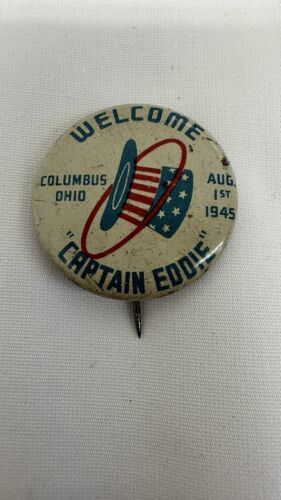 WELCOME
COLUMBUS
OHIO
AUG.
1ST
1945
"CAPTAIN EDDIE"